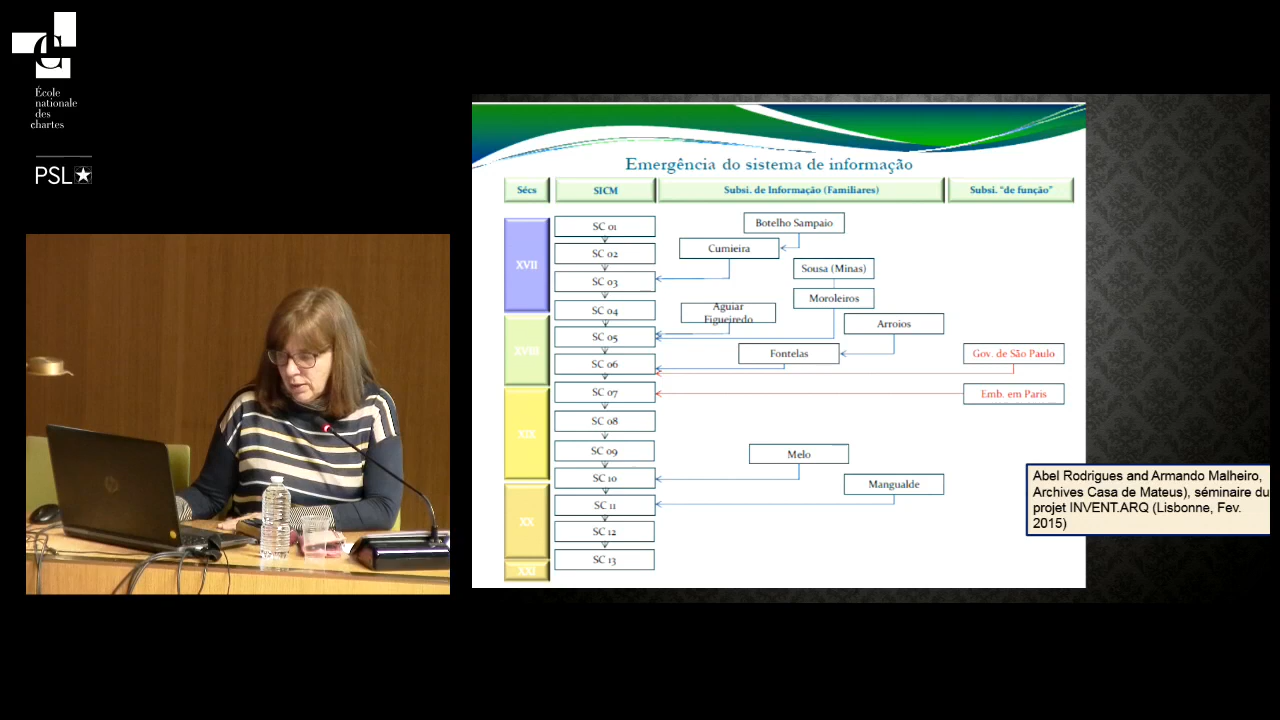 C
École
nationale
des
chartes
PSL
Emergência do sistema de informação
Sécs
SICM
Subsi. de Informação (Familiares)
Subsi. "de função"
XVII
XVIII
XIX
XX
XXI
SC 01
SC 02
SC 03
SC 04
SC 05
SC 06
SC 07
SC 08
SC 09
SC 10
SC 11
SC 12
SC 13
Botelho Sampaio
Cumieira
Sousa (Minas)
Moroleiros
Aguiar
Figueiredo
Arroios
Fontelas
Melo
Mangualde
Gov. de São Paulo
Emb. em Paris
Abel Rodrigues and Armando Malheiro,
Archives Casa de Mateus), séminaire du
projet INVENT.ARQ (Lisbonne, Fev.
2015)
hp